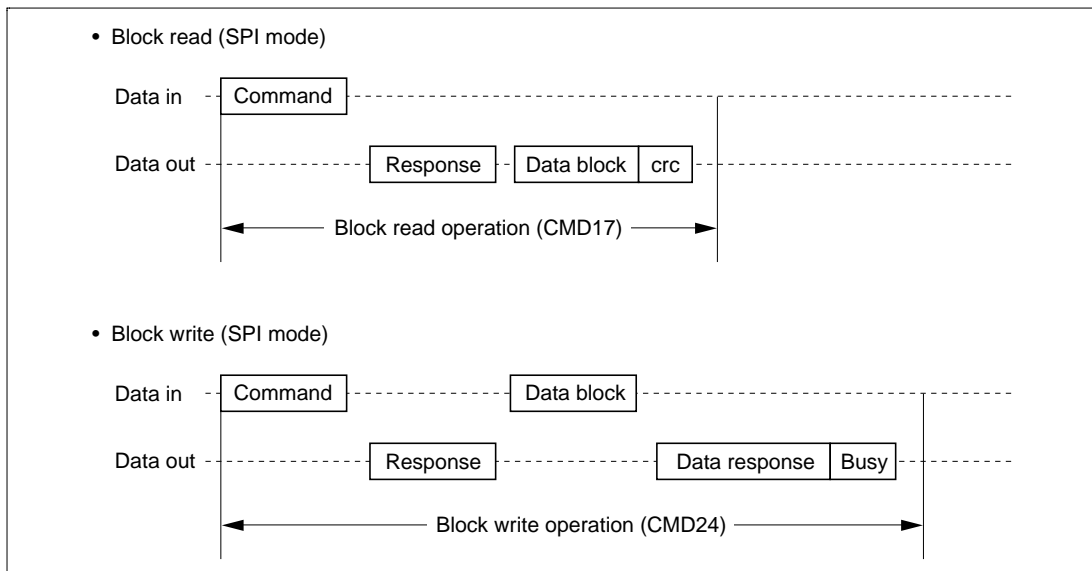 • Block read (SPI mode)
Data in Command
Data out Response Data block crc
Block read operation (CMD17)
• Block write (SPI mode)
Data in Command Data block
Data out Response Data response Busy
Block write operation (CMD24)